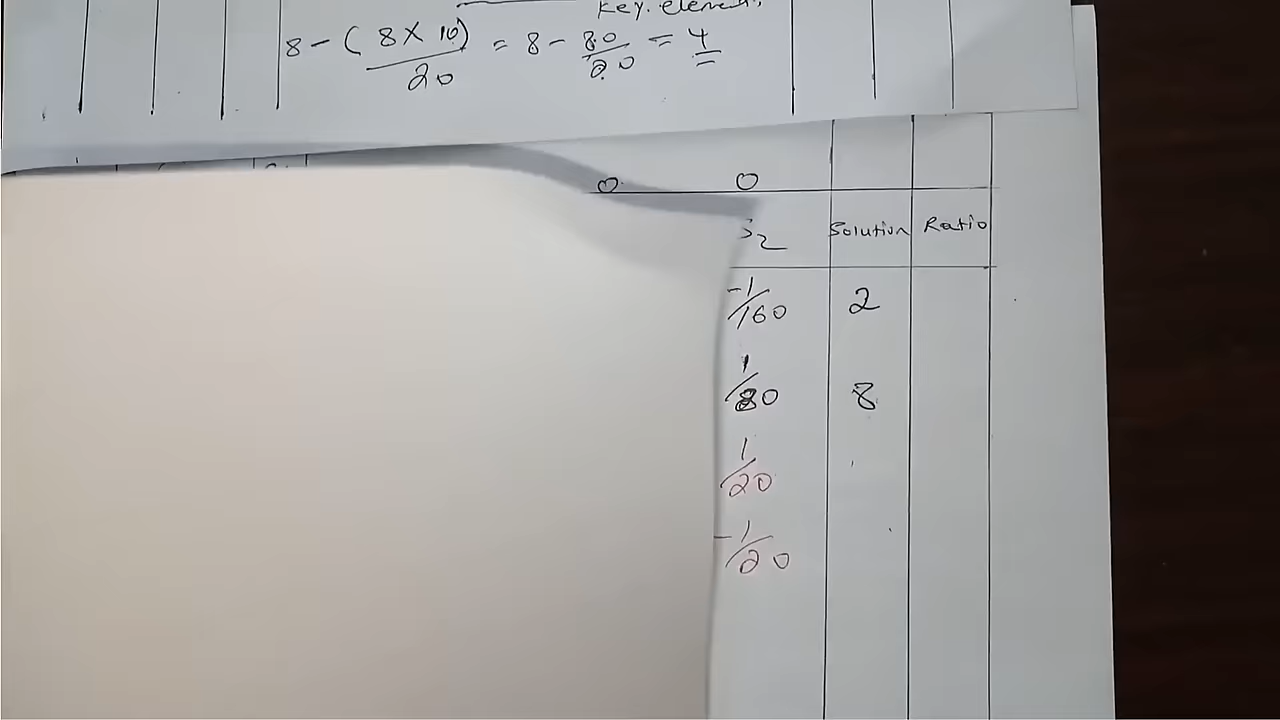 Key. element
8 - (8 × 10)/20 = 8 - 80/20 = 4
0 0
S2 Solution Ratio
-1/160 2
1/80 8
1/20
-1/20